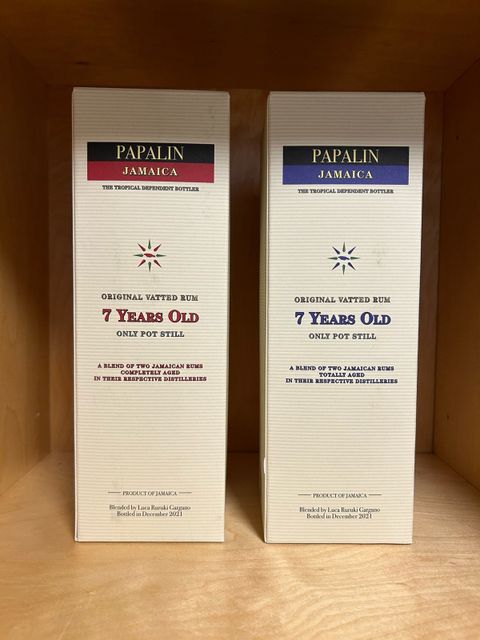 PAPALIN
JAMAICA
THE TROPICAL DEPENDENT BOTTLER
ORIGINAL VATTED RUM
7 YEARS OLD
ONLY POT STILL
A BLEND OF TWO JAMAICAN RUMS
COMPLETELY AGED
IN THEIR RESPECTIVE DISTILLERIES
PRODUCT OF JAMAICA
Blended by Luca Ruruki Gargano
Bottled in December 2021
PAPALIN
JAMAICA
THE TROPICAL DEPENDENT BOTTLER
ORIGINAL VATTED RUM
7 YEARS OLD
ONLY POT STILL
A BLEND OF TWO JAMAICAN RUMS
TOTALLY AGED
IN THEIR RESPECTIVE DISTILLERIES
PRODUCT OF JAMAICA
Blended by Luca Ruruki Gargano
Bottled in December 2021